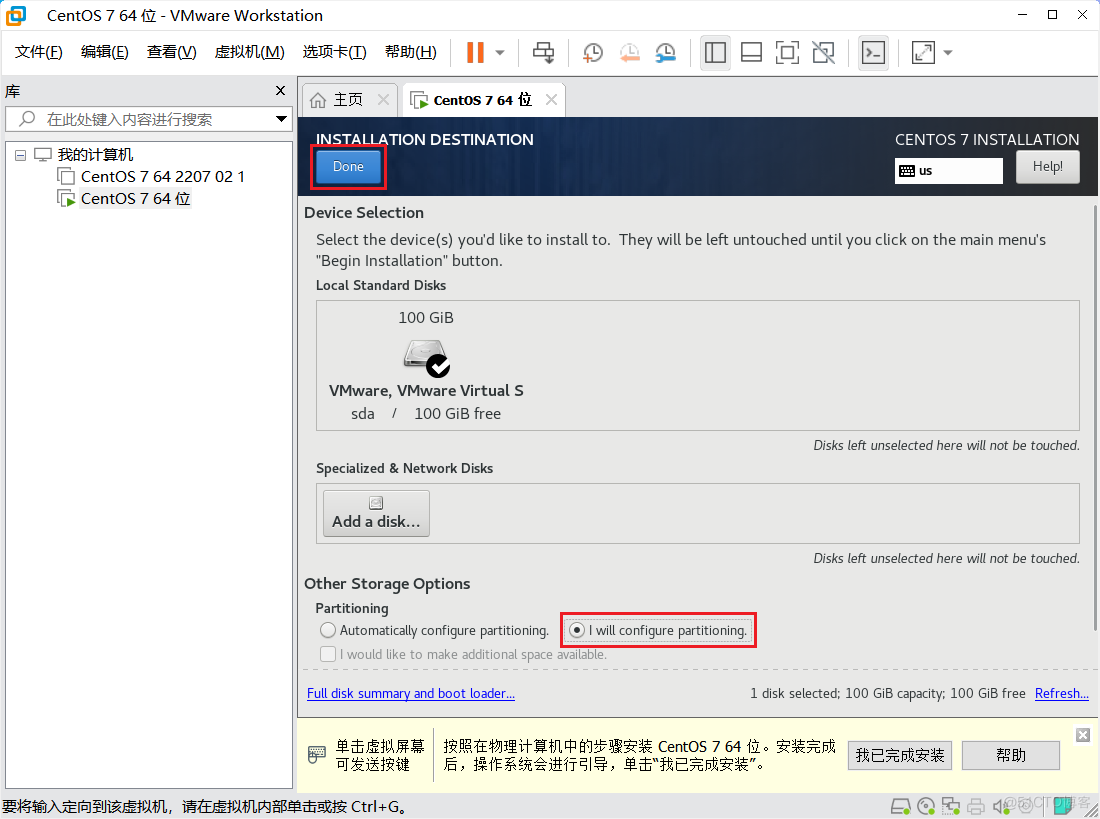 CentOS 7 64 位 - VMware Workstation
文件(F) 编辑(E) 查看(V) 虚拟机(M) 选项卡(T) 帮助(H)
库
在此处键入内容进行搜索
我的计算机
CentOS 7 64 2207 02 1
CentOS 7 64 位
主页
CentOS 7 64 位
INSTALLATION DESTINATION
CENTOS 7 INSTALLATION
Done
us
Help!
Device Selection
Select the device(s) you'd like to install to. They will be left untouched until you click on the main menu's
"Begin Installation" button.
Local Standard Disks
100 GiB
VMware, VMware Virtual S
sda / 100 GiB free
Disks left unselected here will not be touched.
Specialized & Network Disks
Add a disk...
Disks left unselected here will not be touched.
Other Storage Options
Partitioning
Automatically configure partitioning. I will configure partitioning.
I would like to make additional space available.
Full disk summary and boot loader... 1 disk selected; 100 GiB capacity; 100 GiB free Refresh...
单击虚拟屏幕
可发送按键
按照在物理计算机中的步骤安装 CentOS 7 64 位。安装完成
后，操作系统会进行引导，单击“我已完成安装”。
我已完成安装
帮助
要将输入定向到该虚拟机，请在虚拟机内部单击或按 Ctrl+G。